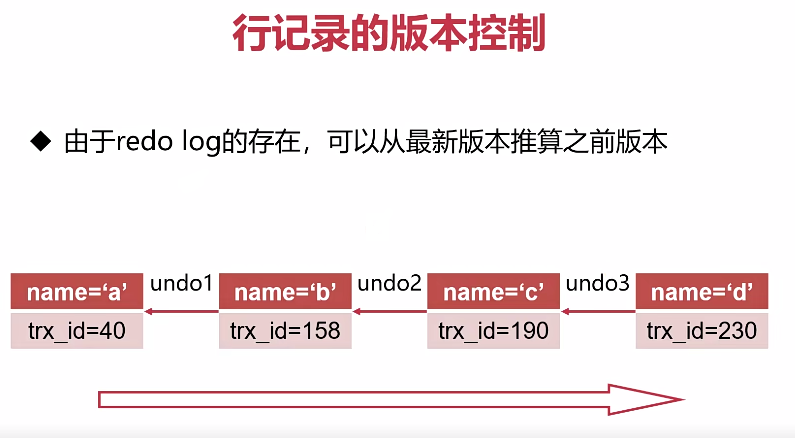 行记录的版本控制
◆ 由于redo log的存在，可以从最新版本推算之前版本
name=‘a’ undo1 name=‘b’ undo2 name=‘c’ undo3 name=‘d’
trx_id=40 trx_id=158 trx_id=190 trx_id=230